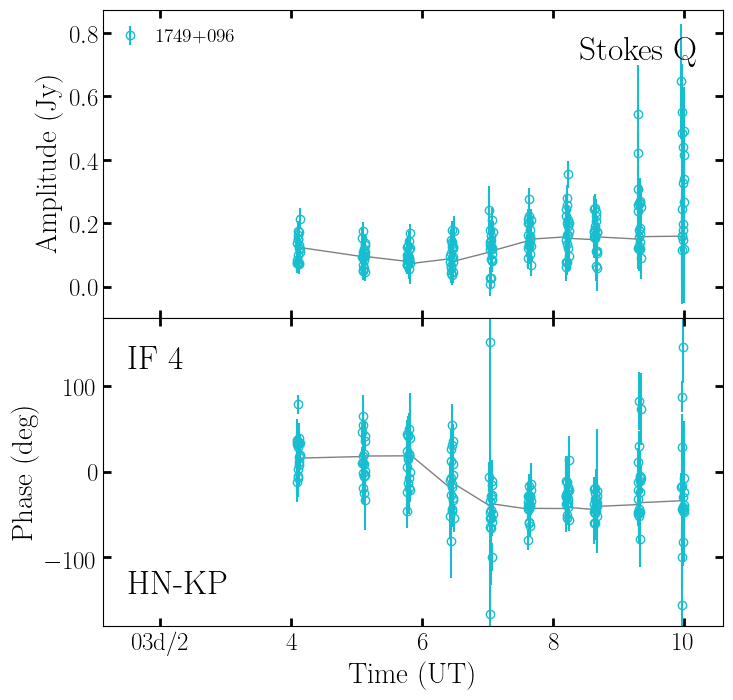 1749+096
Stokes Q
Amplitude (Jy)
0.8
0.6
0.4
0.2
0.0
IF 4
HN-KP
Phase (deg)
100
0
−100
03d/2 4 6 8 10
Time (UT)